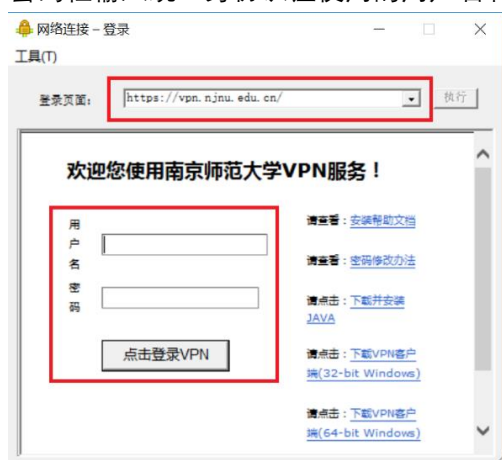 网络连接 – 登录
工具(T)
登录页面:
https://vpn.njnu.edu.cn/
执行
欢迎您使用南京师范大学VPN服务！
用
户
名
密
码
点击登录VPN
请查看：安装帮助文档
请查看：密码修改办法
请点击：下载并安装
JAVA
请点击：下载VPN客户
端(32-bit Windows)
请点击：下载VPN客户
端(64-bit Windows)